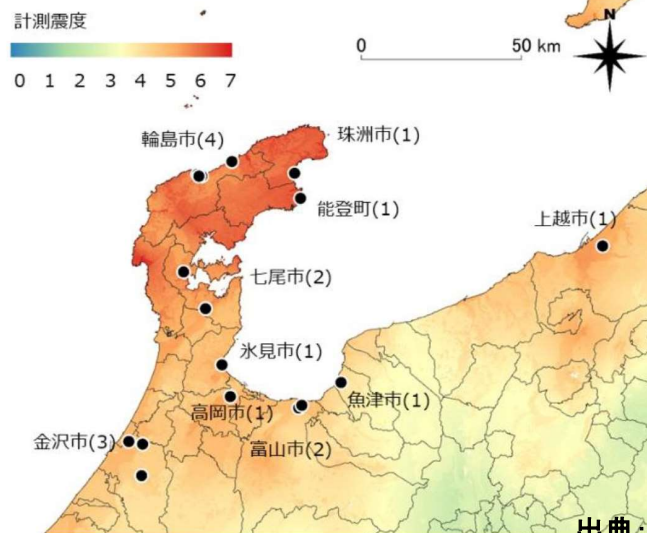 計測震度
0 1 2 3 4 5 6 7
0 50 km
N
輪島市(4)
珠洲市(1)
能登町(1)
上越市(1)
七尾市(2)
氷見市(1)
魚津市(1)
高岡市(1)
金沢市(3)
富山市(2)
出典: